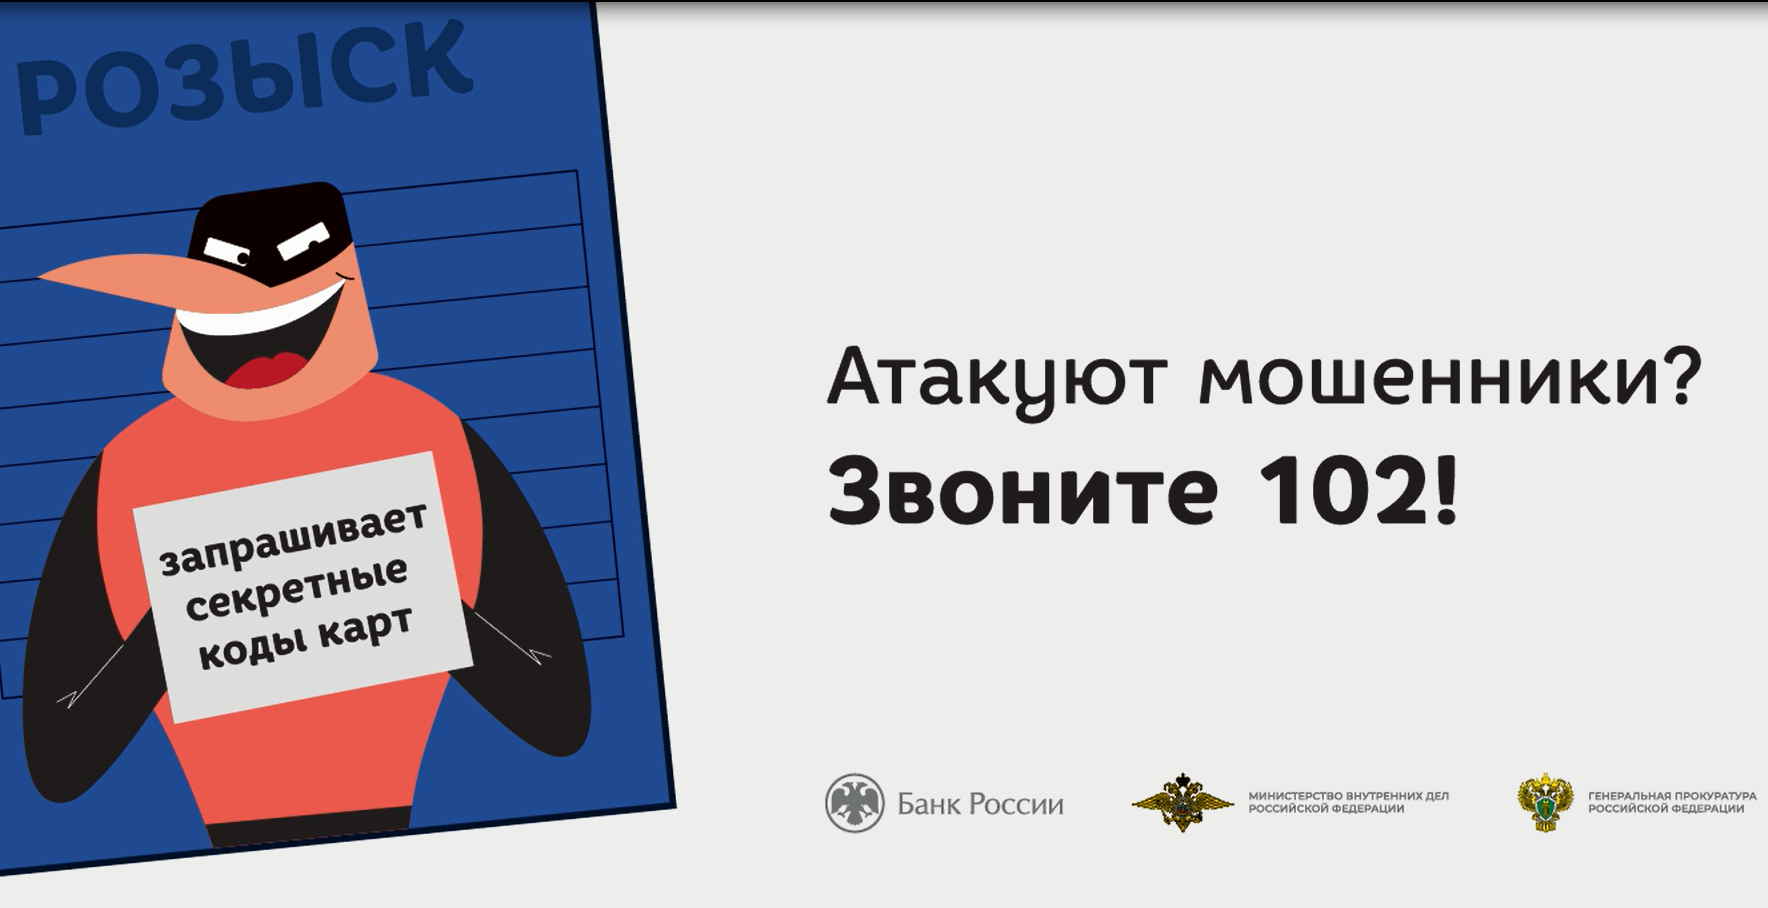 РОЗЫСК
запрашивает
секретные
коды карт
Атакуют мошенники?
Звоните 102!
Банк России
МИНИСТЕРСТВО ВНУТРЕННИХ ДЕЛ
РОССИЙСКОЙ ФЕДЕРАЦИИ
ГЕНЕРАЛЬНАЯ ПРОКУРАТУРА
РОССИЙСКОЙ ФЕДЕРАЦИИ